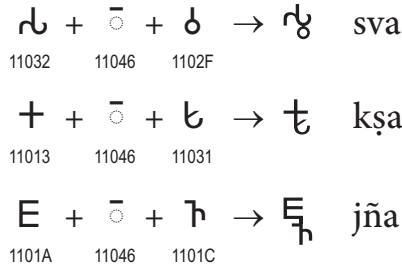 𑀲 + ◌𑁆 + 𑀯 → 𑀲𑁆𑀯 sva
11032 11046 1102F
𑀓 + ◌𑁆 + 𑀱 → 𑀓𑁆𑀱 kṣa
11013 11046 11031
𑀚 + ◌𑁆 + 𑀜 → 𑀚𑁆𑀜 jña
1101A 11046 1101C